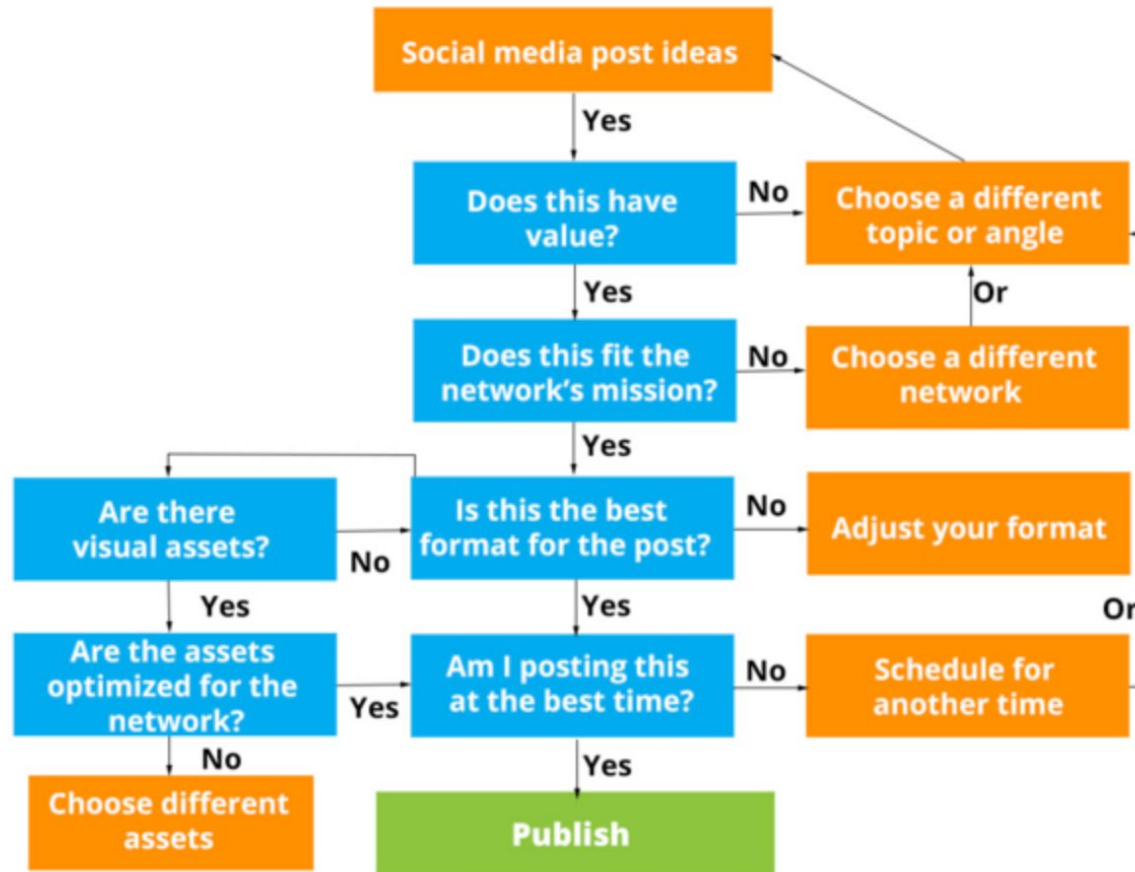 Social media post ideas
Yes
Does this have
value?
No
Choose a different
topic or angle
Yes
Or
Does this fit the
network's mission?
No
Choose a different
network
Yes
Are there
visual assets?
No
Is this the best
format for the post?
No
Adjust your format
Yes
Yes
Or
Are the assets
optimized for the
network?
Yes
Am I posting this
at the best time?
No
Schedule for
another time
No
Yes
Choose different
assets
Publish